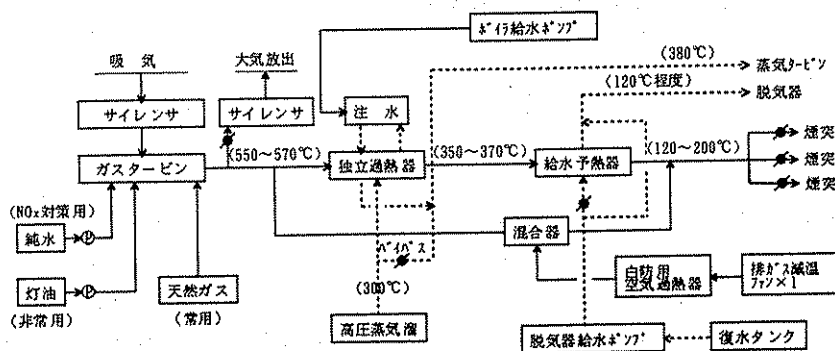 ボイラ給水ポンプ
吸気
大気放出
(380℃)
蒸気タービン
(120℃程度)
脱気器
サイレンサ
サイレンサ
注水
(550～570℃)
(350～370℃)
(120～200℃)
煙突
煙突
煙突
ガスタービン
独立過熱器
給水予熱器
(NOx対策用)
純水
P
混合器
バイパス
灯油
P
天然ガス
(300℃)
白防用
空気過熱器
排ガス減温
ファン×1
(非常用)
(常用)
高圧蒸気溜
脱気器給水ポンプ
復水タンク